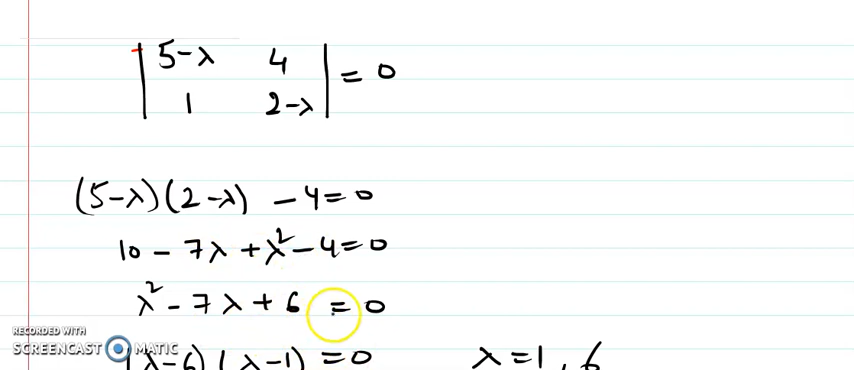 |5-λ 4| = 0
|1 2-λ|
(5-λ)(2-λ) -4=0
10 - 7λ + λ² - 4 = 0
λ² - 7λ + 6 = 0
(λ-6)(λ-1) = 0 λ = 1, 6
RECORDED WITH
SCREENCAST MATIC